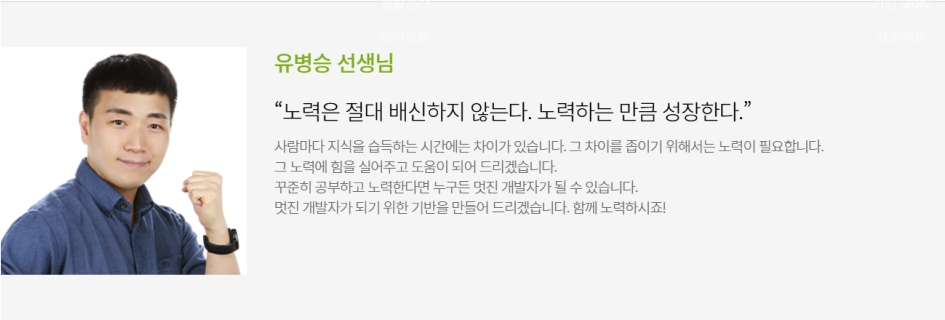 유병승 선생님
“노력은 절대 배신하지 않는다. 노력하는 만큼 성장한다.”
사람마다 지식을 습득하는 시간에는 차이가 있습니다. 그 차이를 좁이기 위해서는 노력이 필요합니다.
그 노력에 힘을 실어주고 도움이 되어 드리겠습니다.
꾸준히 공부하고 노력한다면 누구든 멋진 개발자가 될 수 있습니다.
멋진 개발자가 되기 위한 기반을 만들어 드리겠습니다. 함께 노력하시죠!